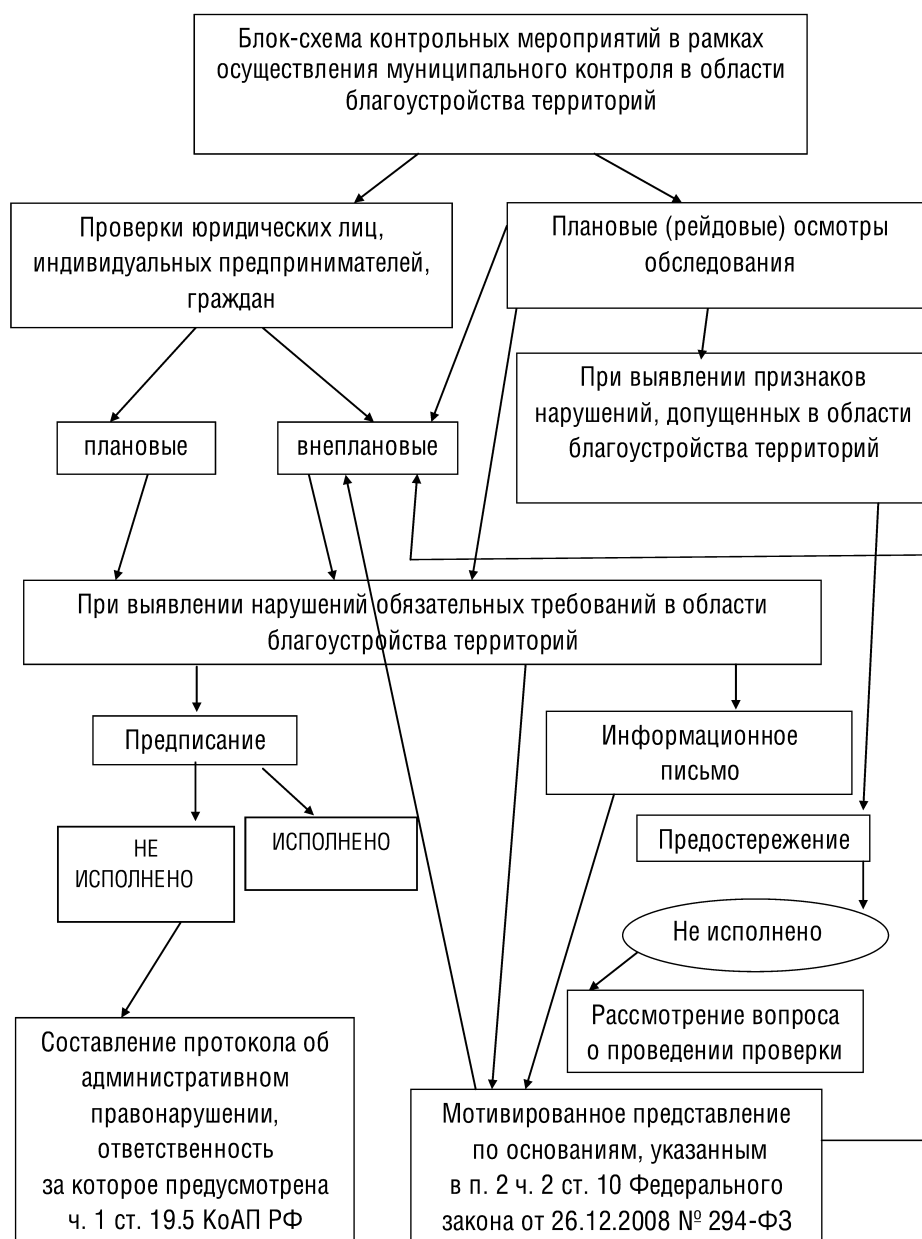 Блок-схема контрольных мероприятий в рамках
осуществления муниципального контроля в области
благоустройства территорий
Проверки юридических лиц,
индивидуальных предпринимателей,
граждан
Плановые (рейдовые) осмотры
обследования
При выявлении признаков
нарушений, допущенных в области
благоустройства территорий
плановые
внеплановые
При выявлении нарушений обязательных требований в области
благоустройства территорий
Предписание
Информационное
письмо
НЕ
ИСПОЛНЕНО
ИСПОЛНЕНО
Предостережение
Не исполнено
Рассмотрение вопроса
о проведении проверки
Составление протокола об
административном
правонарушении,
ответственность
за которое предусмотрена
ч. 1 ст. 19.5 КоАП РФ
Мотивированное представление
по основаниям, указанным
в п. 2 ч. 2 ст. 10 Федерального
закона от 26.12.2008 № 294-ФЗ